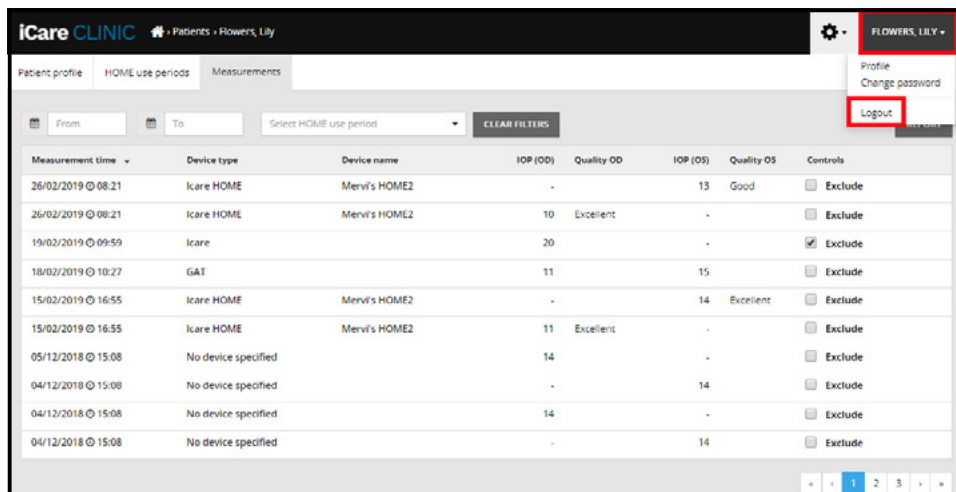 iCare CLINIC › Patients › Flowers, Lily FLOWERS, LILY
Patient profile HOME use periods Measurements
Profile
Change password
Logout
From To Select HOME use period CLEAR FILTERS
Measurement time Device type Device name IOP (OD) Quality OD IOP (OS) Quality OS Controls
26/02/2019 08:21 Icare HOME Mervi's HOME2 - 13 Good Exclude
26/02/2019 08:21 Icare HOME Mervi's HOME2 10 Excellent - Exclude
19/02/2019 09:59 Icare 20 - Exclude
18/02/2019 10:27 GAT 11 15 Exclude
15/02/2019 16:55 Icare HOME Mervi's HOME2 - 14 Excellent Exclude
15/02/2019 16:55 Icare HOME Mervi's HOME2 11 Excellent - Exclude
05/12/2018 15:08 No device specified 14 - Exclude
04/12/2018 15:08 No device specified - 14 Exclude
04/12/2018 15:08 No device specified 14 - Exclude
04/12/2018 15:08 No device specified - 14 Exclude
« ‹ 1 2 3 › »